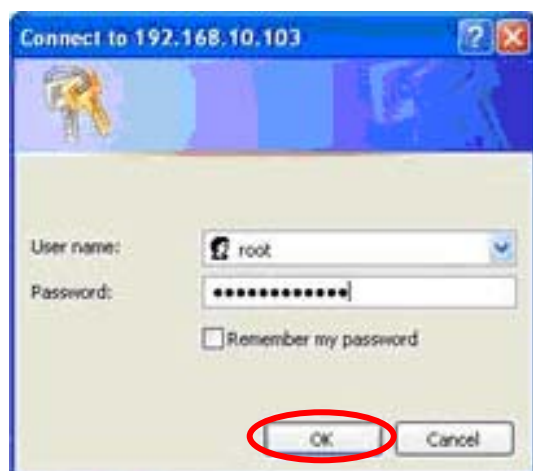 Connect to 192.168.10.103
User name:
root
Password:
••••••••••••
Remember my password
OK
Cancel